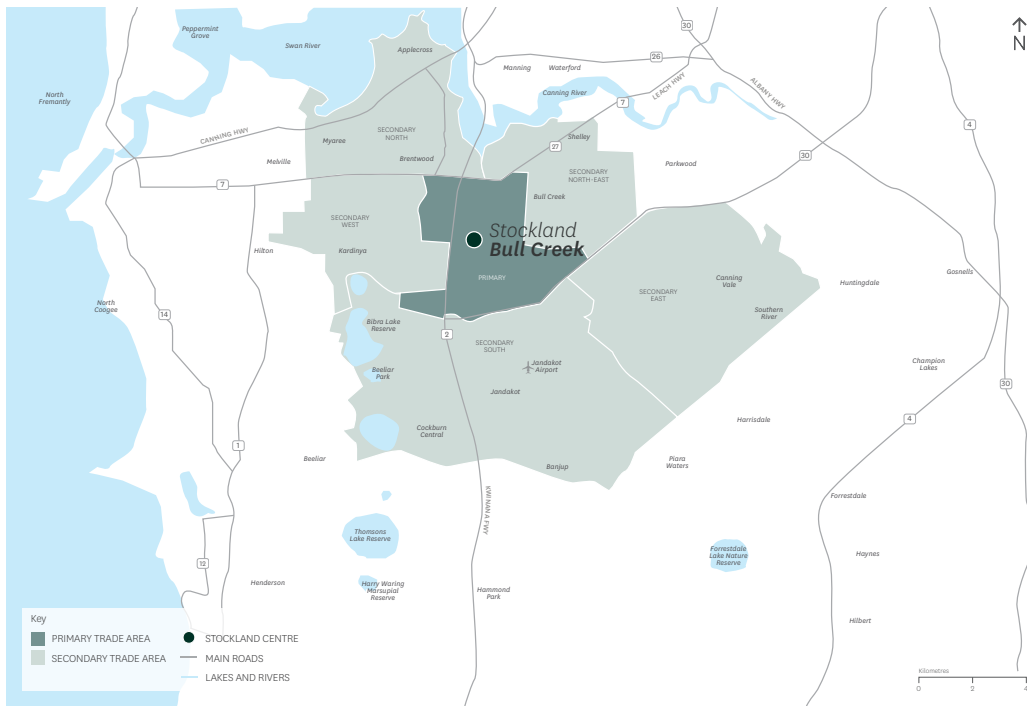 Peppermint
Grove
Swan River
Applecross
30
N
26
Manning
Waterford
North
Fremantly
Canning River
LEACH HWY
ALBANY HWY
7
4
CANNING HWY
SECONDARY
NORTH
Shelley
Myaree
27
30
Melville
Brentwood
Parkwood
SECONDARY
NORTH-EAST
7
Bull Creek
SECONDARY
WEST
Stockland
Bull Creek
Hilton
Kardinya
PRIMARY
Canning
Vale
Huntingdale
Gosnells
SECONDARY
EAST
North
Coogee
14
Southern
River
Bibra Lake
Reserve
2
SECONDARY
SOUTH
Jandakot
Airport
Champion
Lakes
Beeliar
Park
30
Jandakot
4
Harrisdale
Cockburn
Central
1
Beeliar
Banjup
Piara
Waters
KWINANA FWY
Forrestdale
Thomsons
Lake Reserve
Forrestdale
Lake Nature
Reserve
Haynes
12
Henderson
Harry Waring
Marsupial
Reserve
Hammond
Park
Hilbert
Key
PRIMARY TRADE AREA
STOCKLAND CENTRE
SECONDARY TRADE AREA
MAIN ROADS
LAKES AND RIVERS
Kilometres
0 2 4